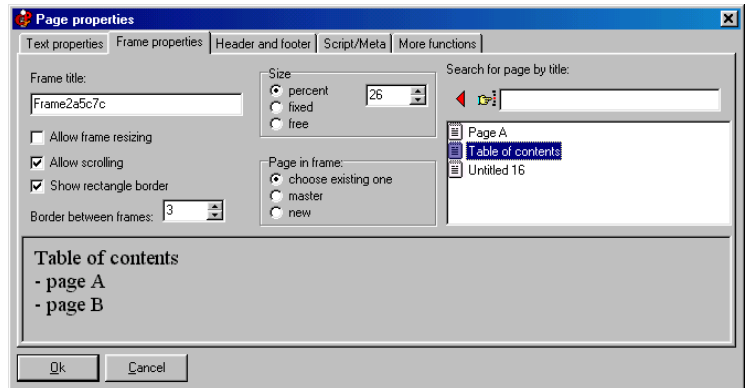 Page properties
Text properties
Frame properties
Header and footer
Script/Meta
More functions
Frame title:
Frame2a5c7c
Allow frame resizing
Allow scrolling
Show rectangle border
Border between frames:
3
Size
percent
26
fixed
free
Page in frame:
choose existing one
master
new
Search for page by title:
Page A
Table of contents
Untitled 16
Table of contents
- page A
- page B
Ok
Cancel